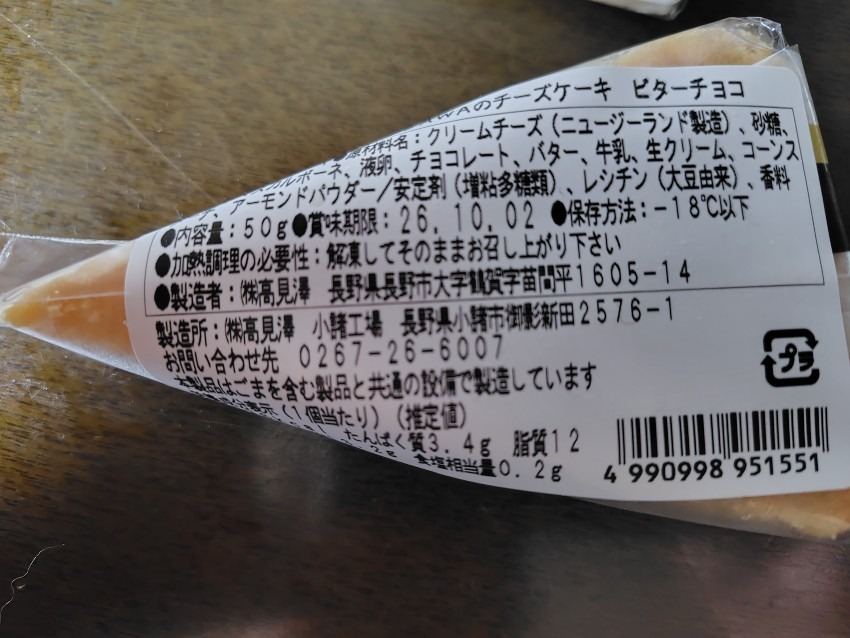 WAのチーズケーキ ビターチョコ
原材料名：クリームチーズ（ニュージーランド製造）、砂糖、
カルボーネ、液卵、チョコレート、バター、牛乳、生クリーム、コーンス
チ、アーモンドパウダー／安定剤（増粘多糖類）、レシチン（大豆由来）、香料
●内容量：50g●賞味期限：26.10.02 ●保存方法：-18℃以下
●加熱調理の必要性：解凍してそのままお召し上がり下さい
●製造者：㈱高見澤 長野県長野市大字鶴賀字苗間平1605-14
製造所：㈱高見澤 小諸工場 長野県小諸市御影新田2576-1
お問い合わせ先 0267-26-6007
本製品はごまを含む製品と共通の設備で製造しています
表示（1個当たり）（推定値）
たんぱく質3.4g 脂質12
2g 食塩相当量0.2g
プラ
4 990998 951551